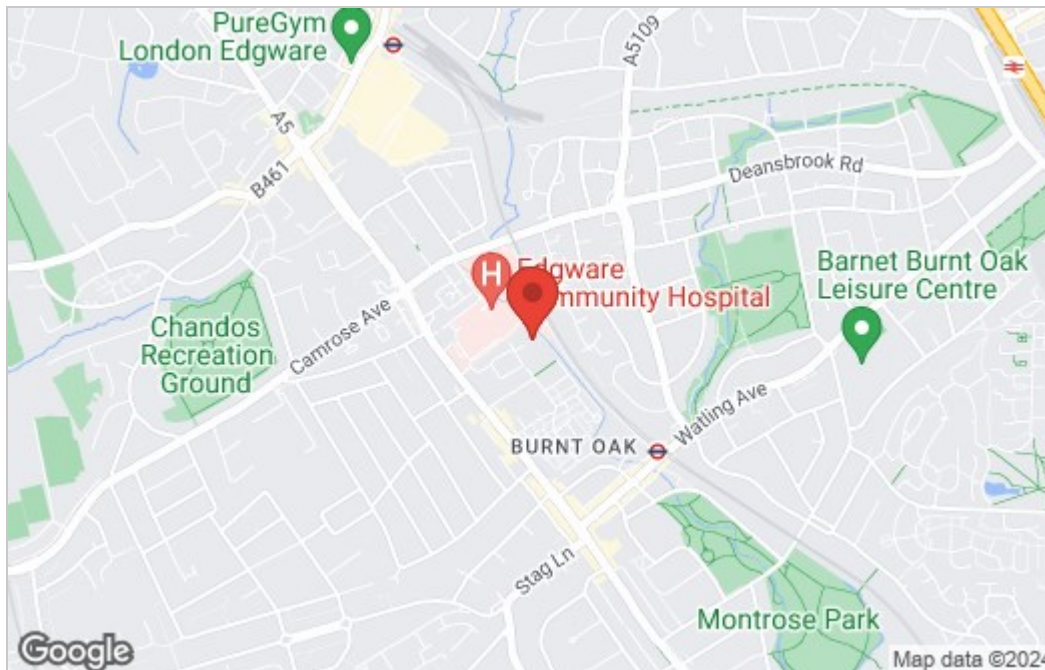 PureGym
London Edgware
A5109
A5
B461
Deansbrook Rd
H
Edgware
mmunity Hospital
Barnet Burnt Oak
Leisure Centre
Chandos
Recreation
Ground
Camrose Ave
Watling Ave
BURNT OAK
Stag Ln
Montrose Park
Google
Map data ©2024